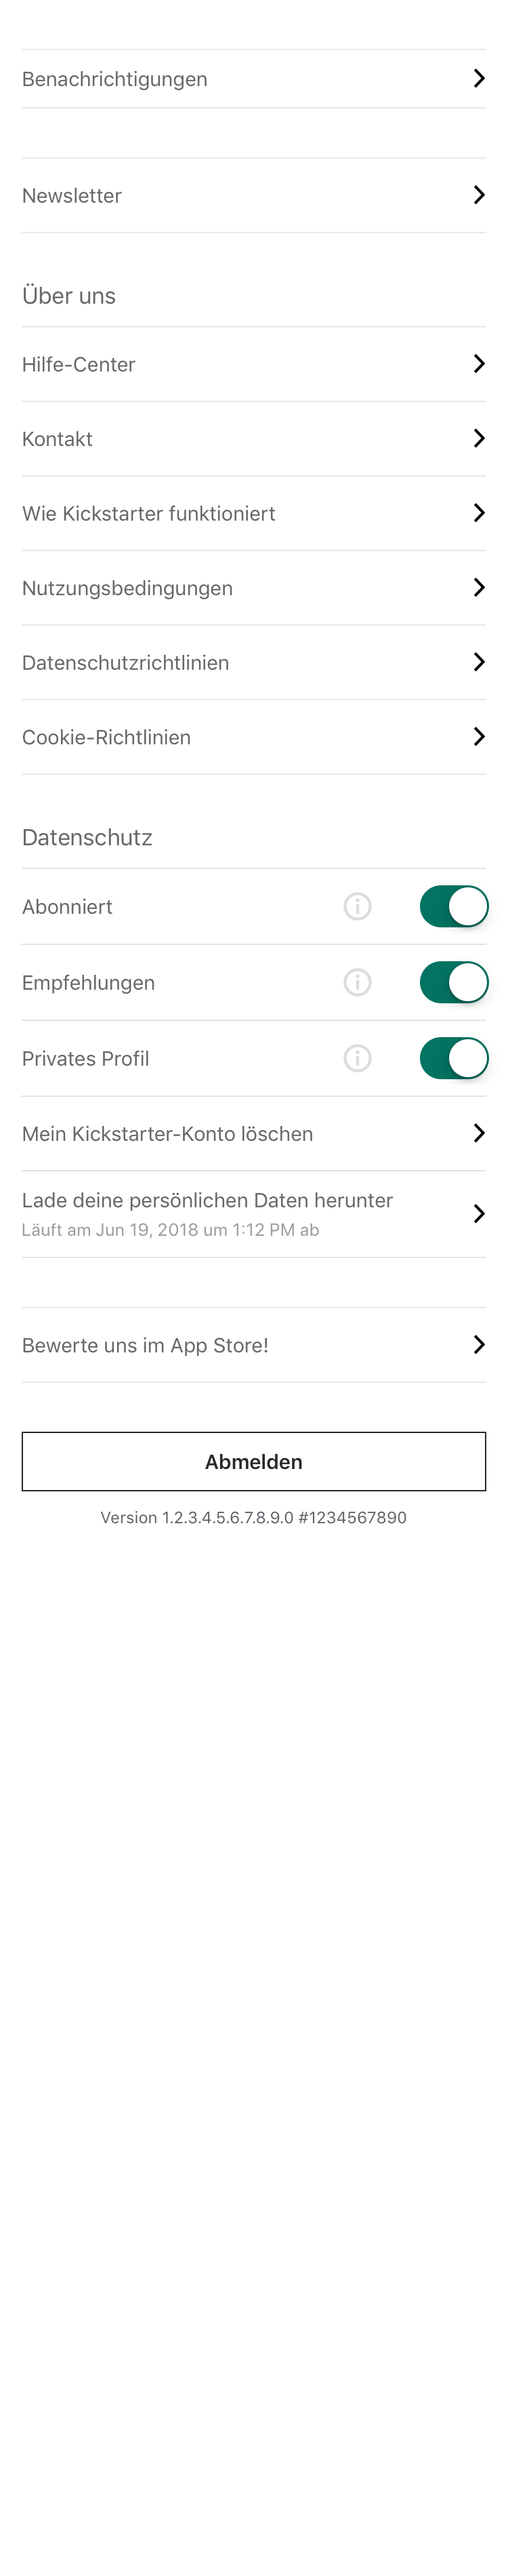 Benachrichtigungen
Newsletter
Über uns
Hilfe-Center
Kontakt
Wie Kickstarter funktioniert
Nutzungsbedingungen
Datenschutzrichtlinien
Cookie-Richtlinien
Datenschutz
Abonniert
Empfehlungen
Privates Profil
Mein Kickstarter-Konto löschen
Lade deine persönlichen Daten herunter
Läuft am Jun 19, 2018 um 1:12 PM ab
Bewerte uns im App Store!
Abmelden
Version 1.2.3.4.5.6.7.8.9.0 #1234567890